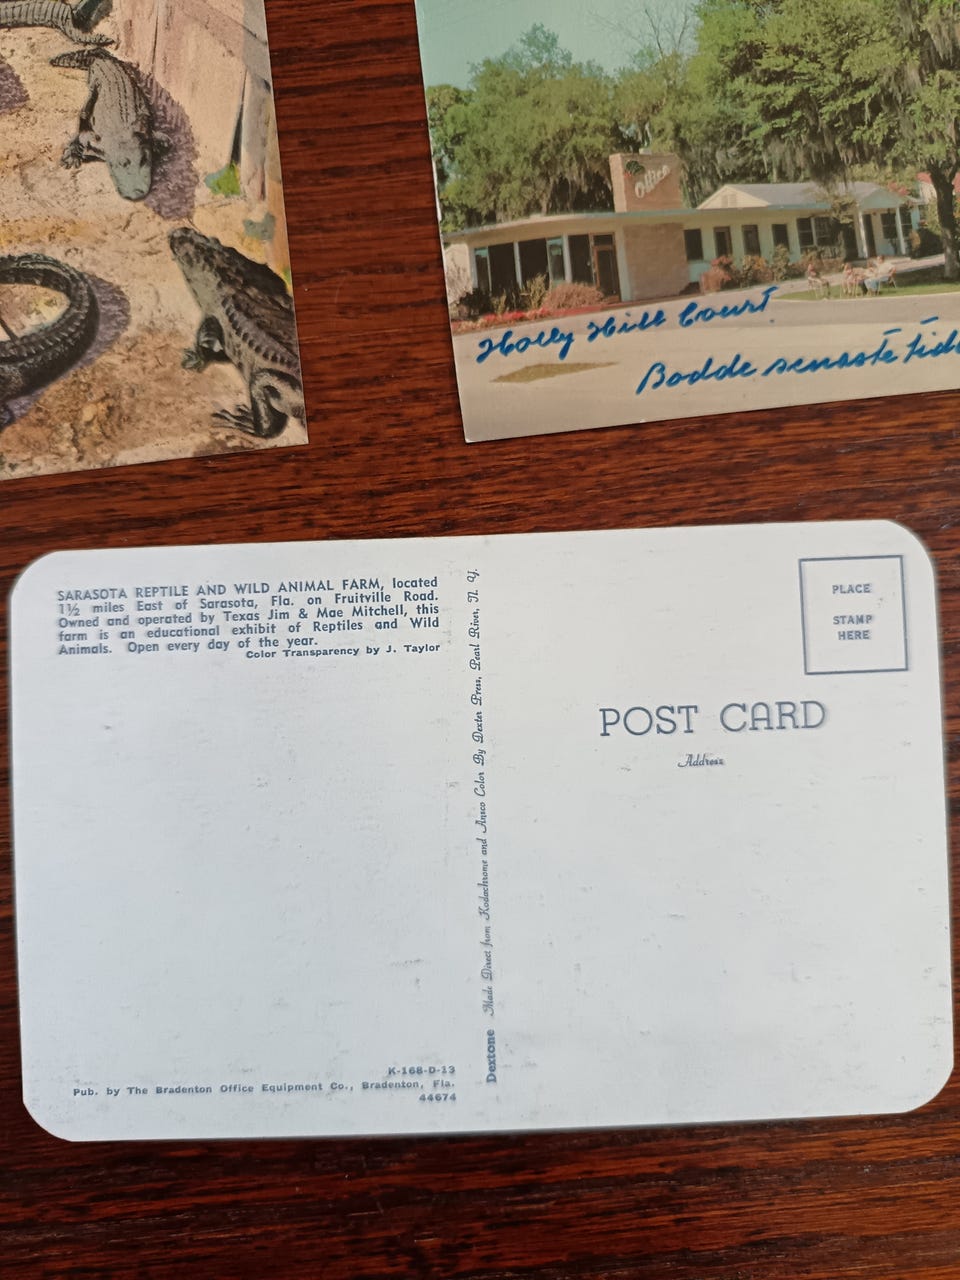 Office
Holly Hill Court
Bodde senaste tid
SARASOTA REPTILE AND WILD ANIMAL FARM, located
1½ miles East of Sarasota, Fla. on Fruitville Road.
Owned and operated by Texas Jim & Mae Mitchell, this
farm is an educational exhibit of Reptiles and Wild
Animals. Open every day of the year.
Color Transparency by J. Taylor
K-168-D-13
Pub. by The Bradenton Office Equipment Co., Bradenton, Fla.
44674
Dextone Made Direct from Kodachrome and Ansco Color By Dexter Press, Pearl River, N. Y.
PLACE
STAMP
HERE
POST CARD
Address